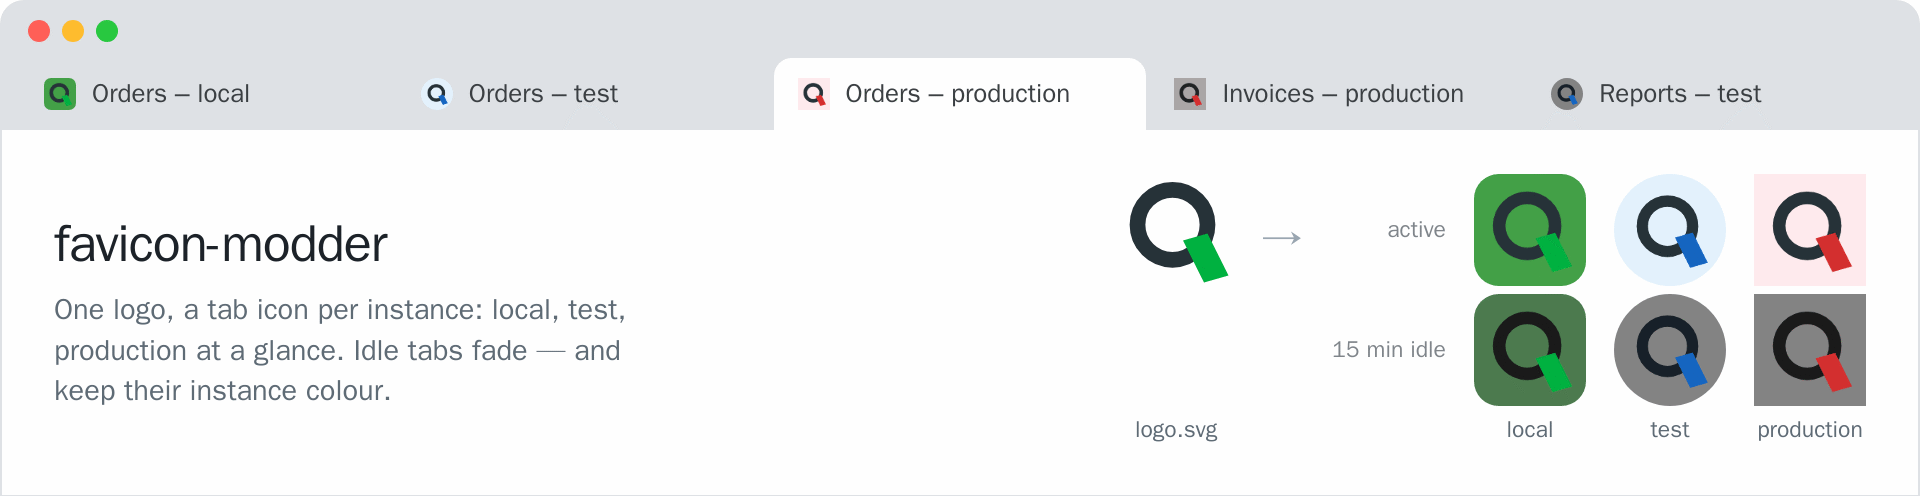 Orders – local
Orders – test
Orders – production
Invoices – production
Reports – test
favicon-modder
One logo, a tab icon per instance: local, test,
production at a glance. Idle tabs fade — and
keep their instance colour.
active
15 min idle
logo.svg
local
test
production